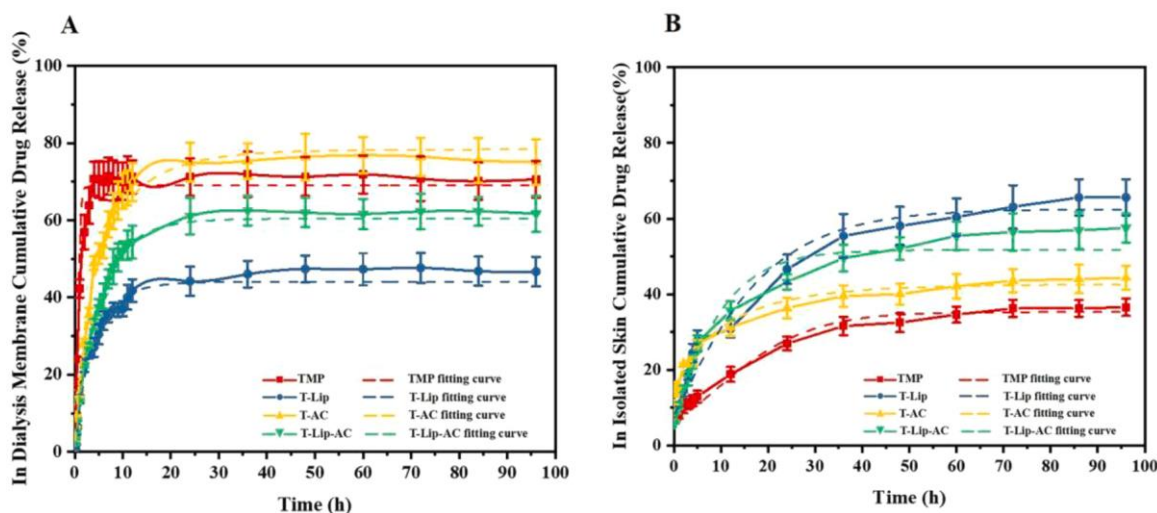 A
In Dialysis Membrane Cumulative Drug Release (%)
100
80
60
40
20
0
TMP
TMP fitting curve
T-Lip
T-Lip fitting curve
T-AC
T-AC fitting curve
T-Lip-AC
T-Lip-AC fitting curve
0 10 20 30 40 50 60 70 80 90 100
Time (h)
B
In Isolated Skin Cumulative Drug Release(%)
100
80
60
40
20
0
TMP
TMP fitting curve
T-Lip
T-Lip fitting curve
T-AC
T-AC fitting curve
T-Lip-AC
T-Lip-AC fitting curve
0 10 20 30 40 50 60 70 80 90 100
Time (h)